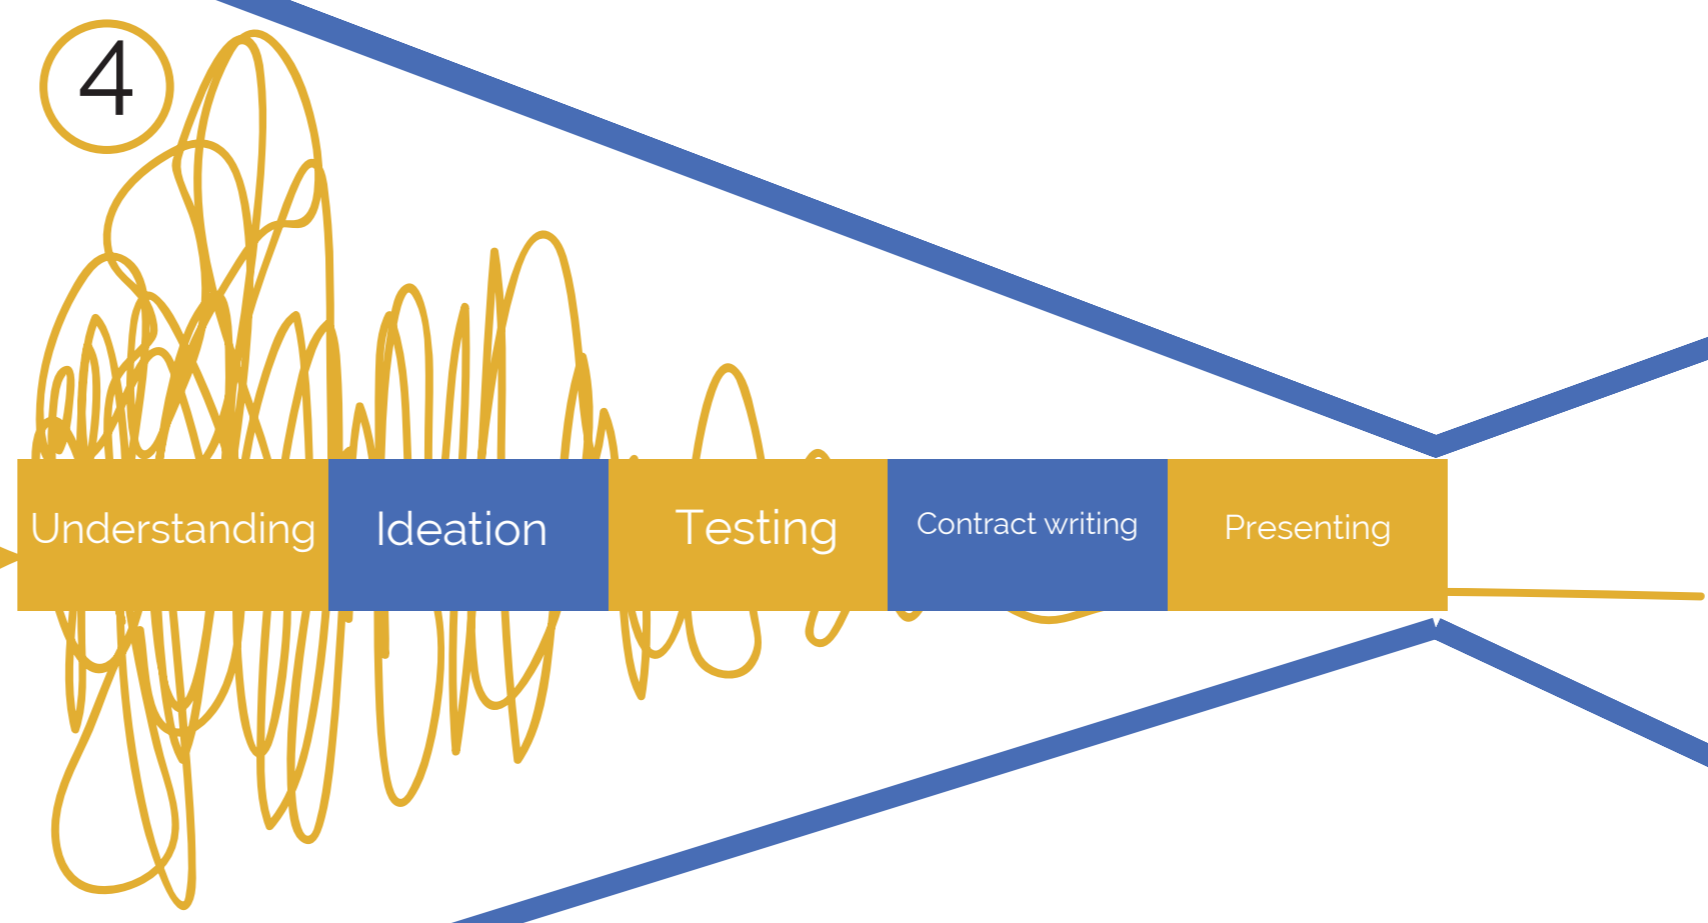 4
Understanding
Ideation
Testing
Contract writing
Presenting